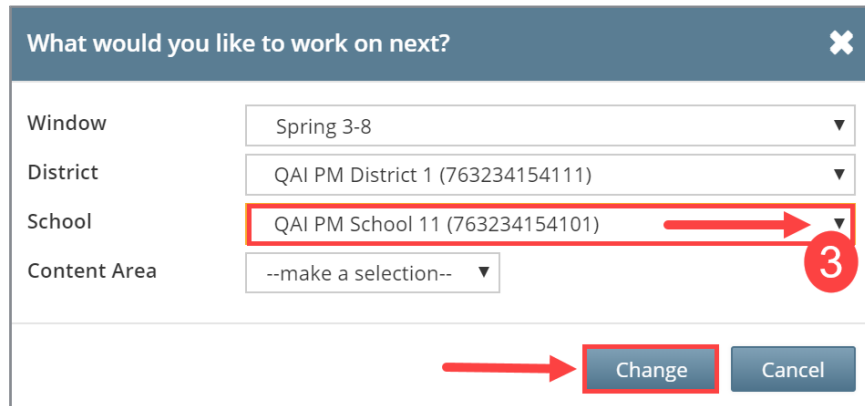 What would you like to work on next?
Window Spring 3-8
District QAI PM District 1 (763234154111)
School QAI PM School 11 (763234154101)
3
Content Area --make a selection--
Change Cancel